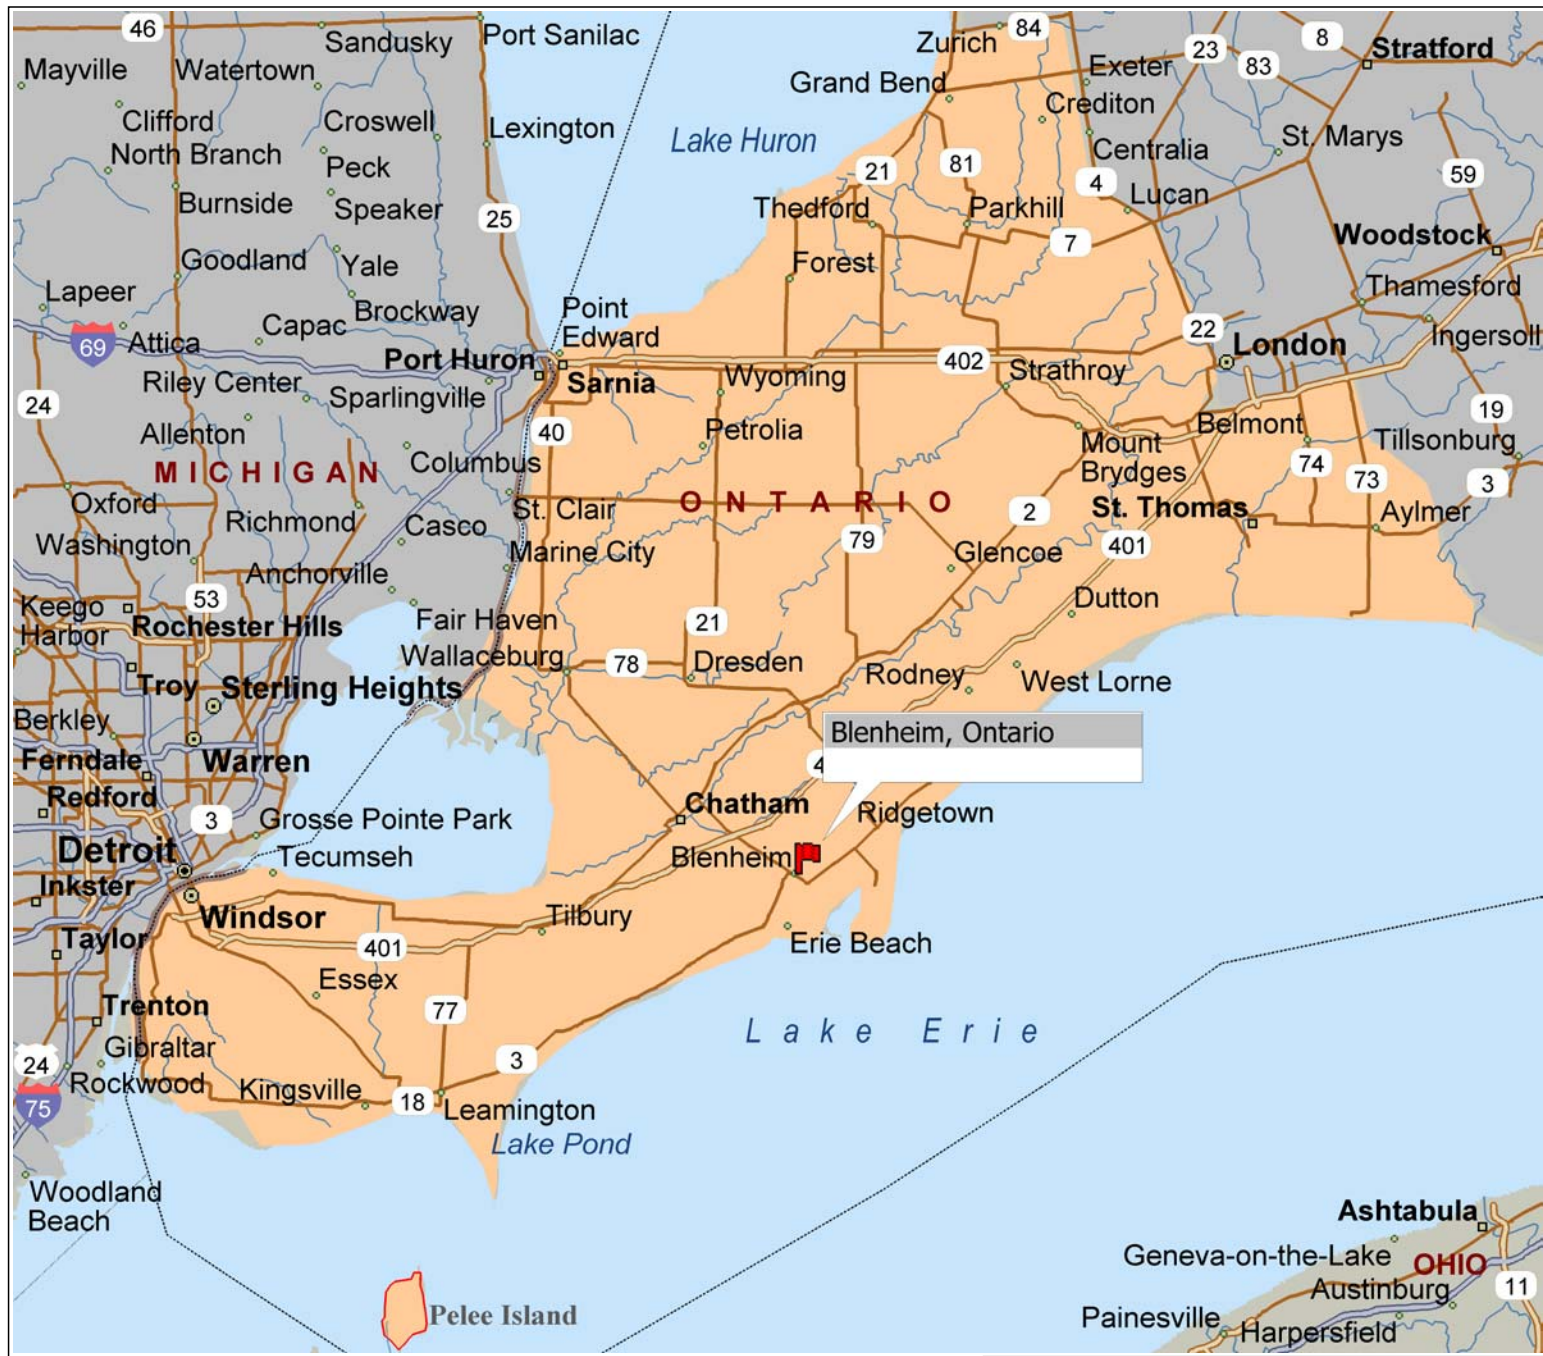 46
Sandusky
Port Sanilac
Zurich
84
23
8
83
Stratford
Mayville
Watertown
Grand Bend
Exeter
Clifford
Croswell
Lexington
Lake Huron
Crediton
North Branch
Peck
Centralia
St. Marys
21
81
4
59
Burnside
Speaker
25
Thedford
Parkhill
Lucan
7
Woodstock
Goodland
Yale
Forest
Lapeer
Brockway
Point
Edward
Thamesford
69
Attica
Capac
Port Huron
22
London
Ingersoll
402
Riley Center
Sparlingville
Sarnia
Wyoming
Strathroy
24
19
Allenton
40
Petrolia
Belmont
Tillsonburg
MICHIGAN
Columbus
Mount
Brydges
74
73
3
Oxford
Richmond
Casco
St. Clair
ONTARIO
2
St. Thomas
Aylmer
Washington
Marine City
79
Glencoe
401
Anchorville
53
Keego
Harbor
Rochester Hills
Fair Haven
21
Dutton
Wallaceburg
78
Dresden
Rodney
West Lorne
Troy
Sterling Heights
Berkley
Blenheim, Ontario
Ferndale
Warren
4
Redford
3
Grosse Pointe Park
Chatham
Ridgetown
Detroit
Tecumseh
Blenheim
Inkster
Windsor
Tilbury
Taylor
401
Erie Beach
Essex
Trenton
77
Lake Erie
Gibraltar
24
Rockwood
3
Kingsville
18
Leamington
75
Lake Pond
Woodland
Beach
Ashtabula
Geneva-on-the-Lake
OHIO
Austinburg
11
Pelee Island
Painesville
Harpersfield